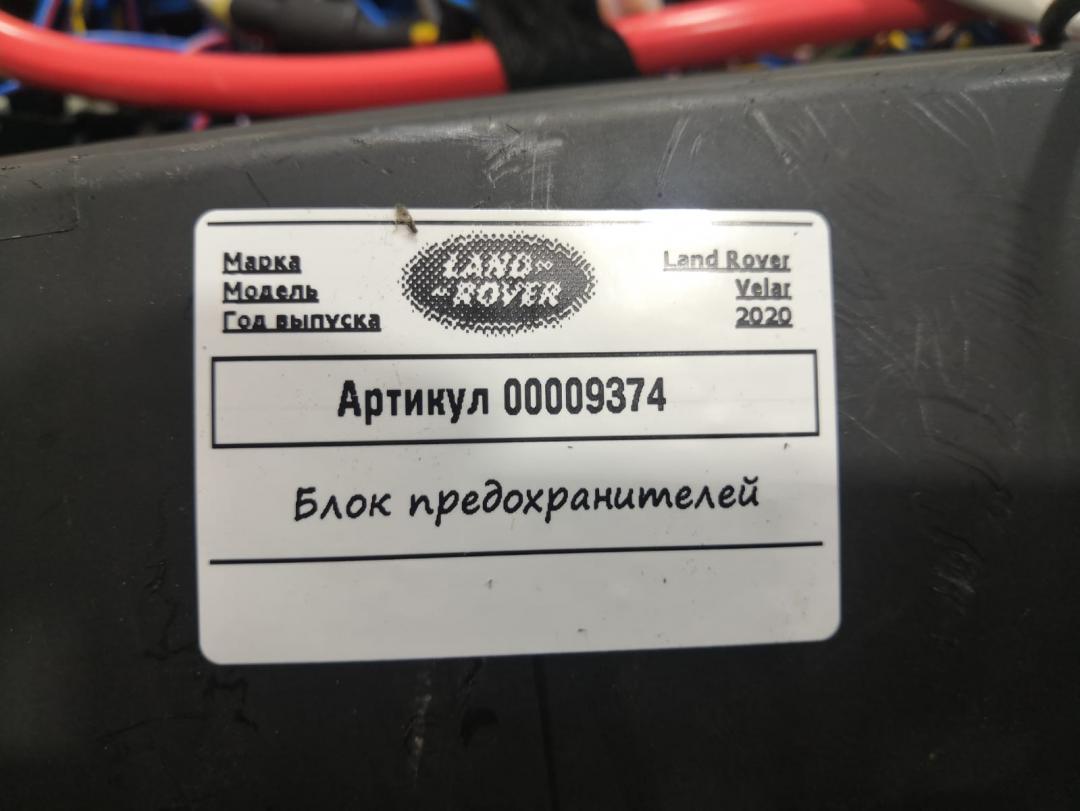 Марка
Land Rover
Модель
Velar
Год выпуска
2020
LAND
ROVER
Артикул 00009374
Блок предохранителей